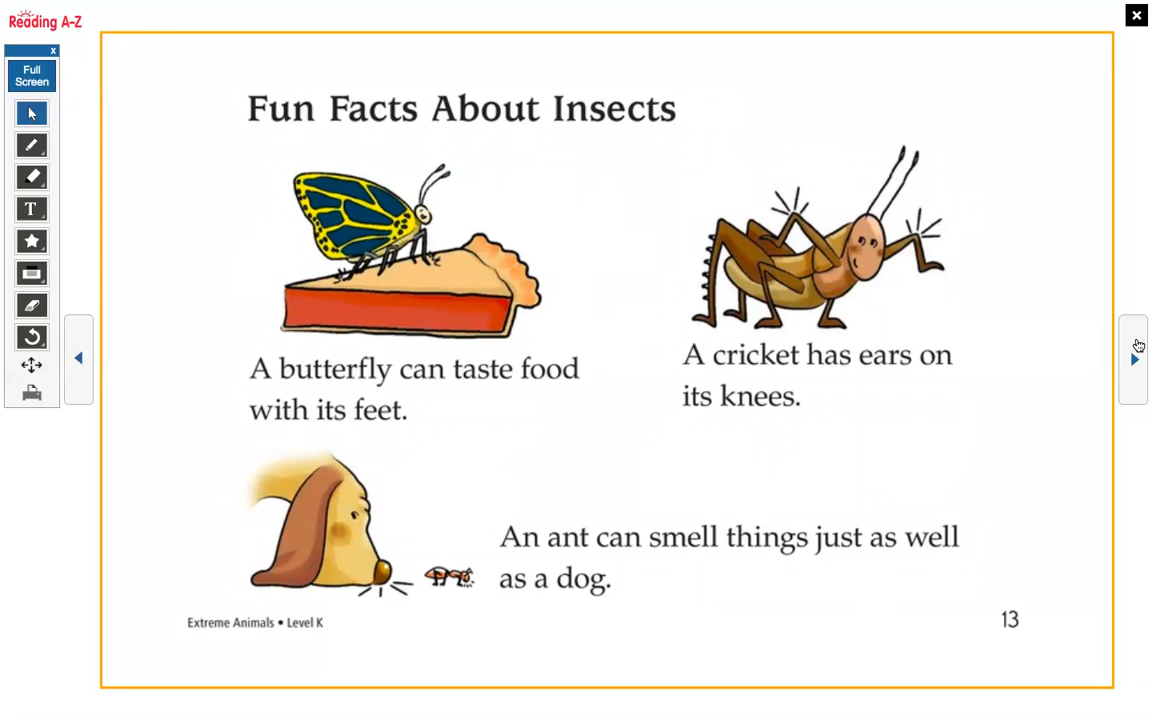 Reading A-Z
x
Full
Screen
T
Fun Facts About Insects
A butterfly can taste food
with its feet.
A cricket has ears on
its knees.
An ant can smell things just as well
as a dog.
Extreme Animals • Level K
13